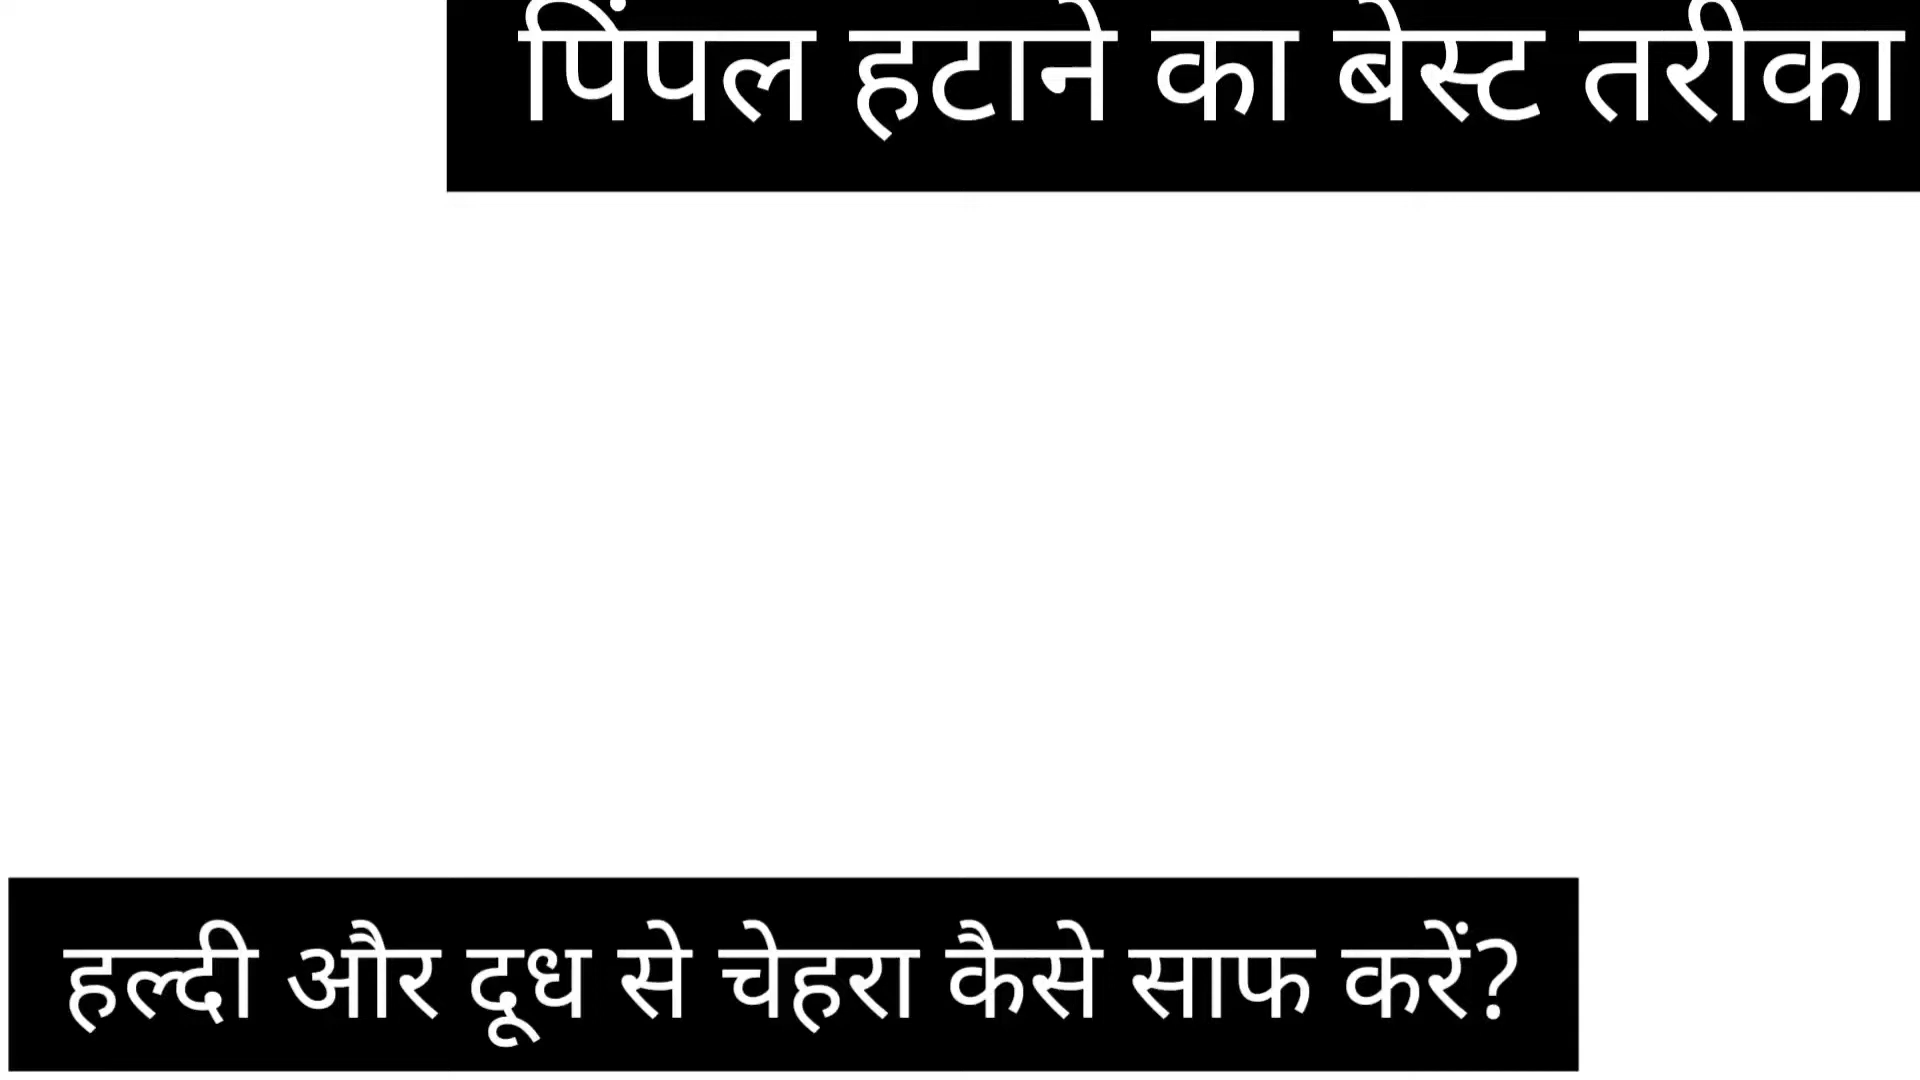 पिंपल हटाने का बेस्ट तरीका
हल्दी और दूध से चेहरा कैसे साफ करें?